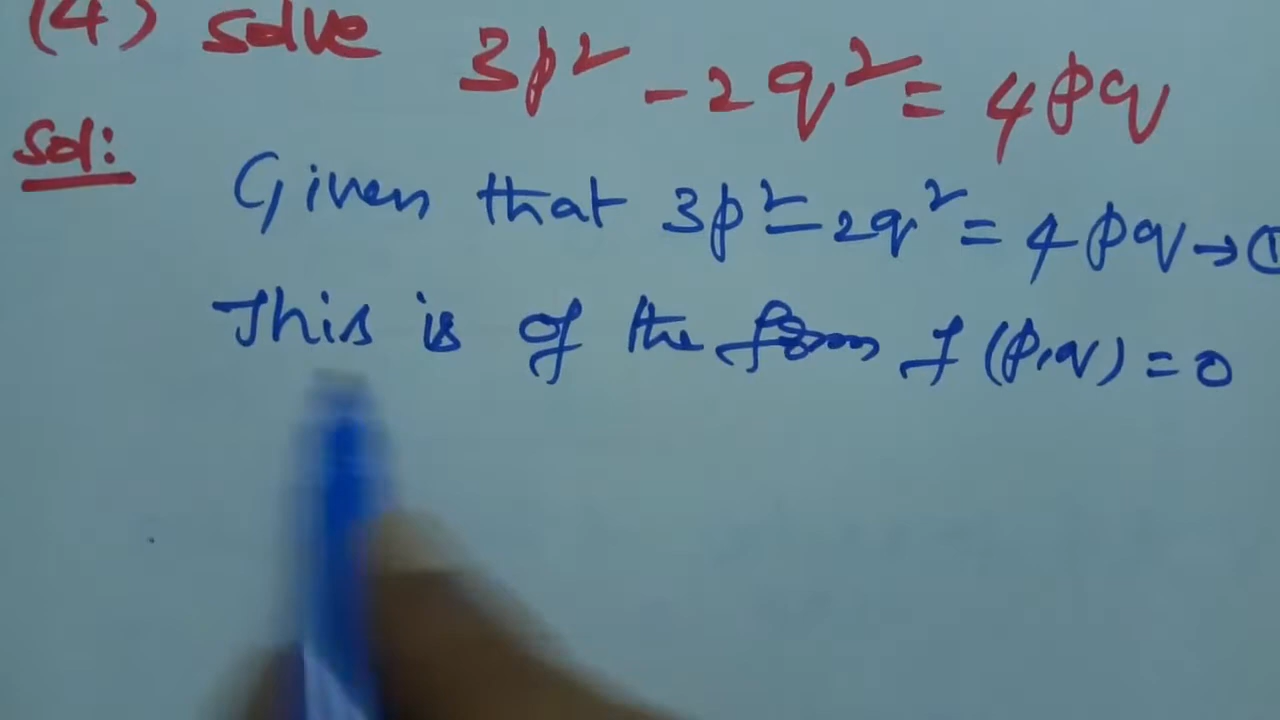 (4) solve 3p² - 2q² = 4pq
Sol:
Given that 3p² - 2q² = 4pq → ①
This is of the form f(p,q) = 0